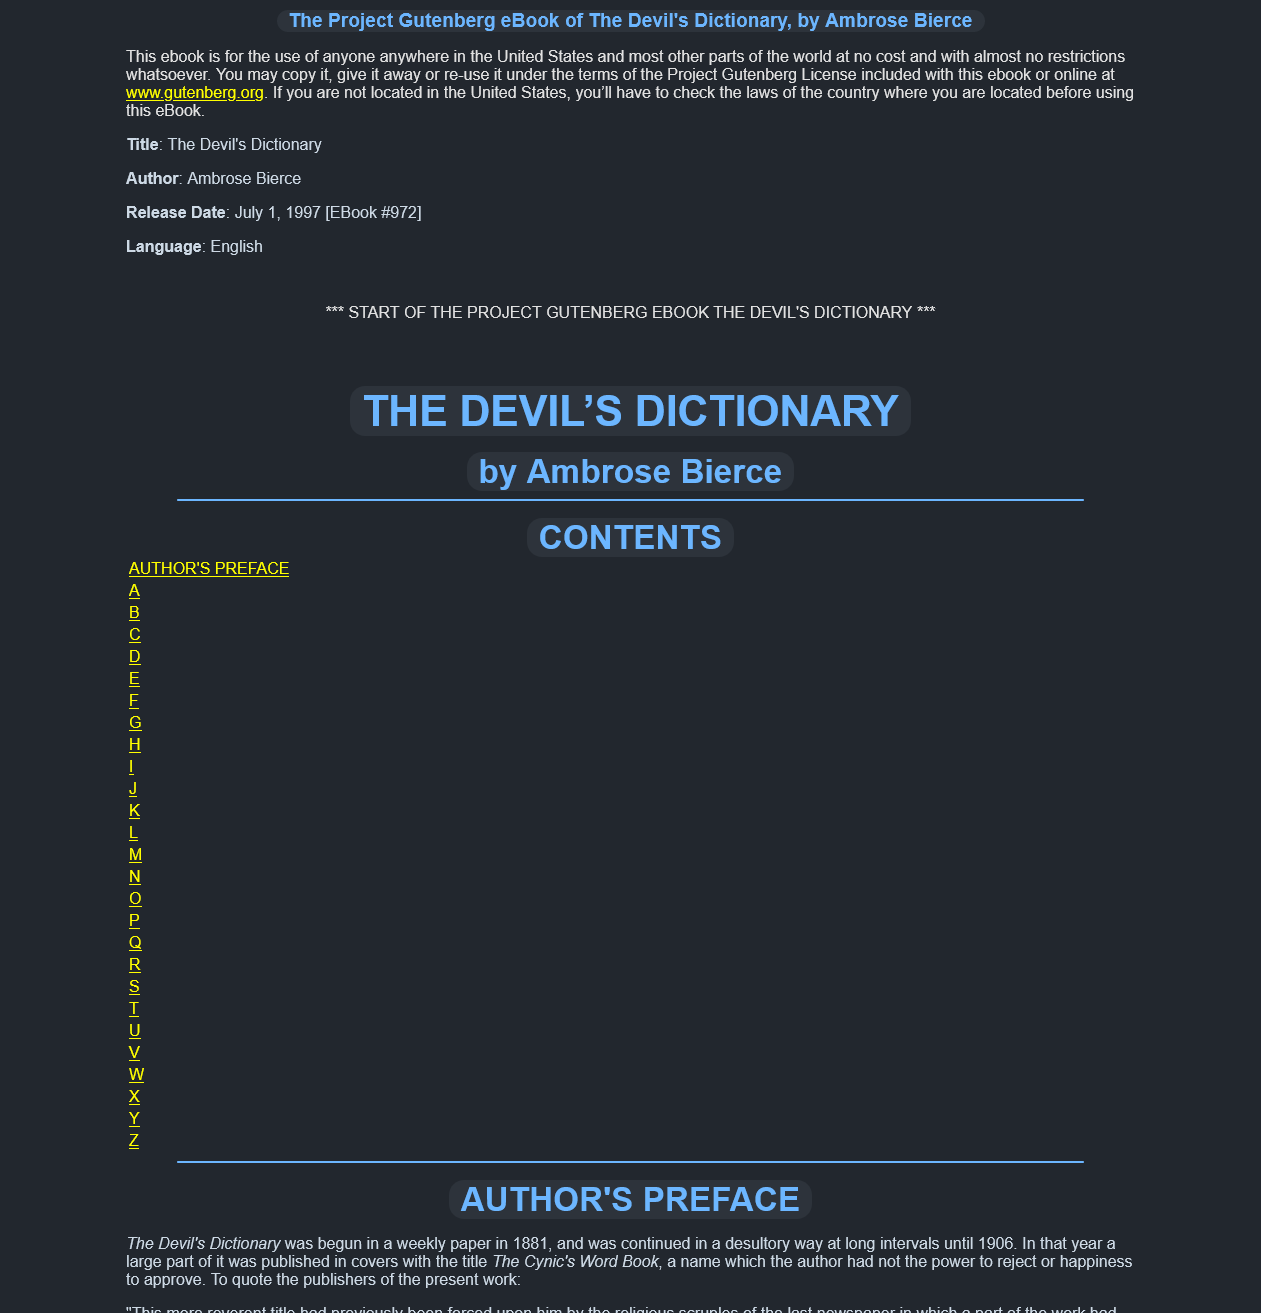 The Project Gutenberg eBook of The Devil's Dictionary, by Ambrose Bierce
This ebook is for the use of anyone anywhere in the United States and most other parts of the world at no cost and with almost no restrictions
whatsoever. You may copy it, give it away or re-use it under the terms of the Project Gutenberg License included with this ebook or online at
www.gutenberg.org. If you are not located in the United States, you’ll have to check the laws of the country where you are located before using
this eBook.
Title: The Devil's Dictionary
Author: Ambrose Bierce
Release Date: July 1, 1997 [EBook #972]
Language: English
*** START OF THE PROJECT GUTENBERG EBOOK THE DEVIL'S DICTIONARY ***
THE DEVIL’S DICTIONARY
by Ambrose Bierce
CONTENTS
AUTHOR'S PREFACE
A
B
C
D
E
F
G
H
I
J
K
L
M
N
O
P
Q
R
S
T
U
V
W
X
Y
Z
AUTHOR'S PREFACE
The Devil's Dictionary was begun in a weekly paper in 1881, and was continued in a desultory way at long intervals until 1906. In that year a
large part of it was published in covers with the title The Cynic's Word Book, a name which the author had not the power to reject or happiness
to approve. To quote the publishers of the present work:
"This more reverent title had previously been forced upon him by the religious scruples of the last newspaper in which a part of the work had